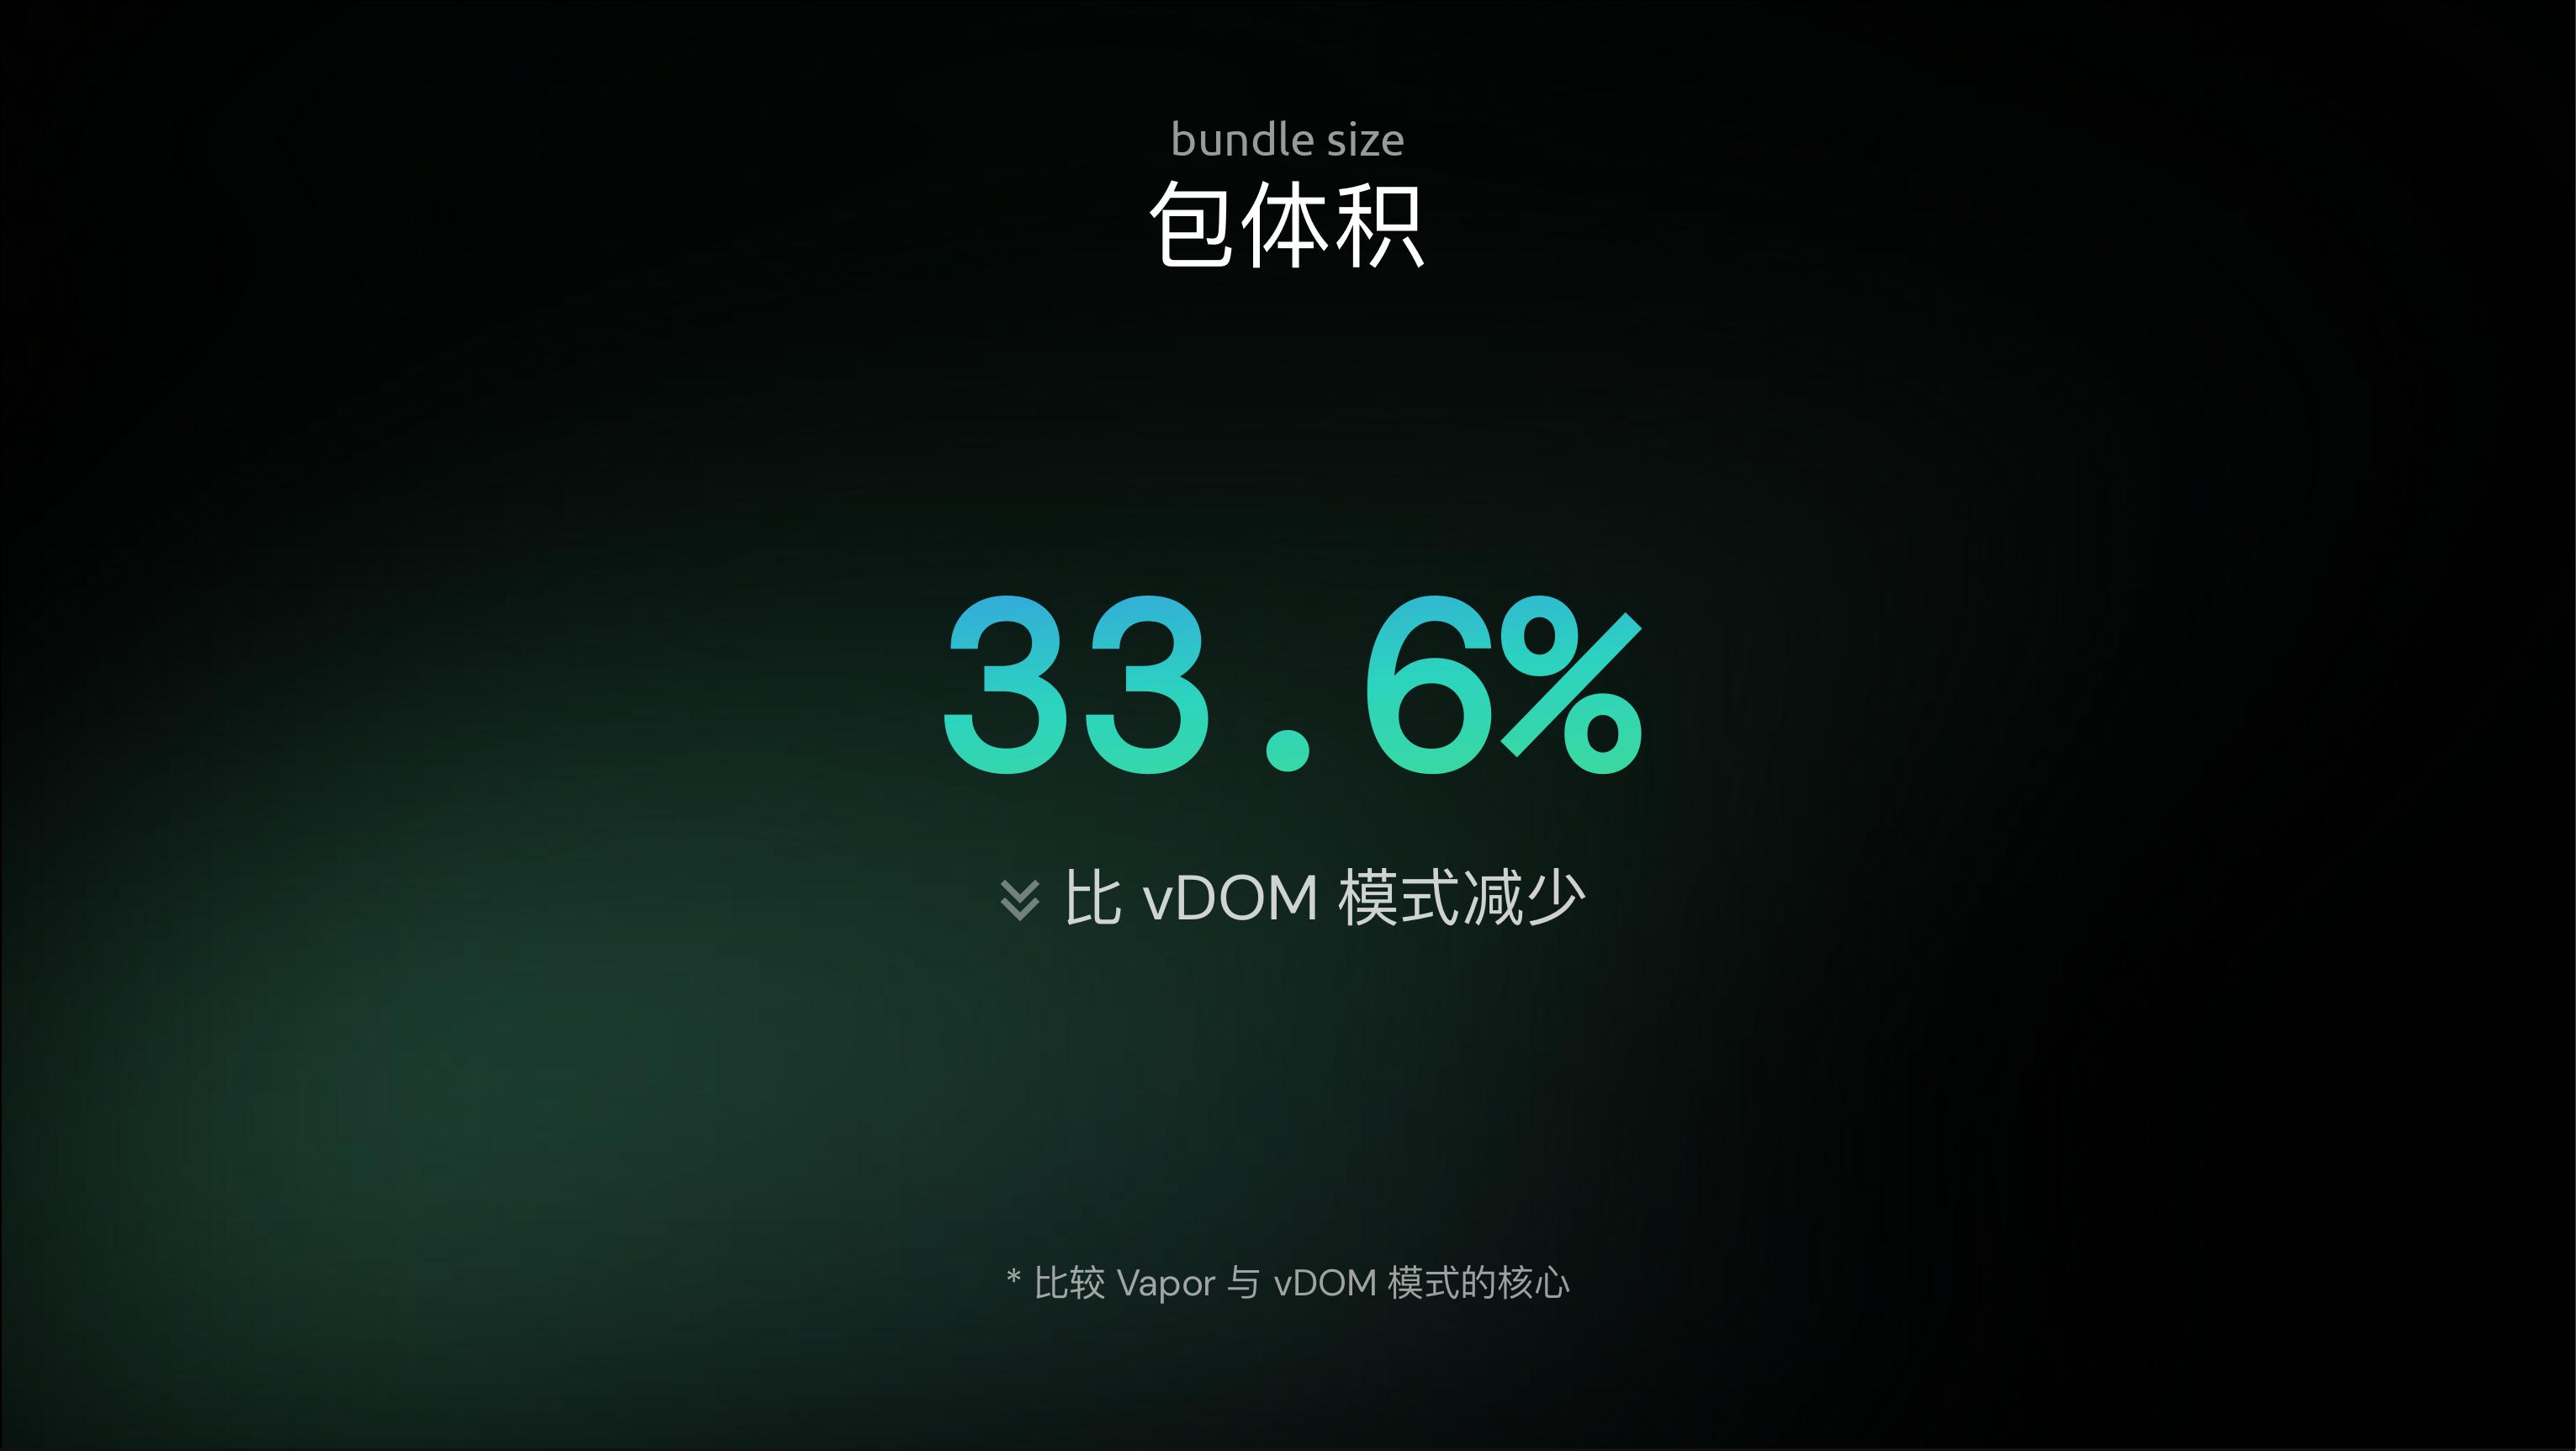 bundle size
包体积
33.6%
比 vDOM 模式减少
* 比较 Vapor 与 vDOM 模式的核心